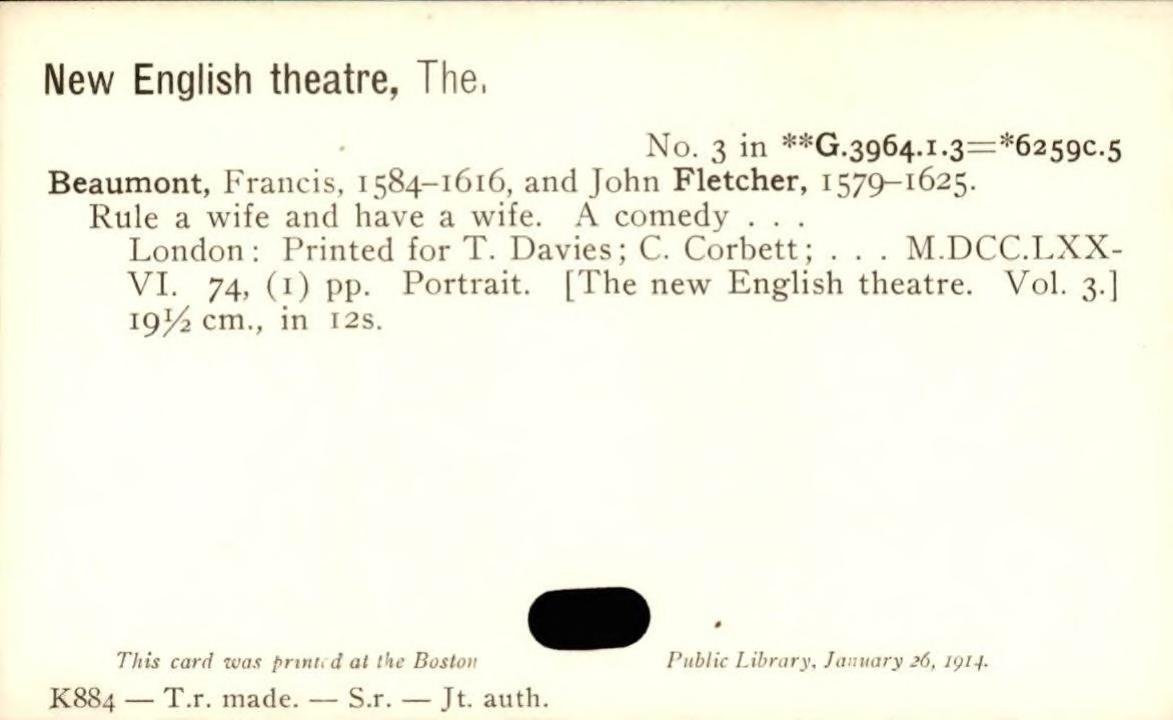 New English theatre, The.
No. 3 in **G.3964.1.3=*6259c.5
Beaumont, Francis, 1584–1616, and John Fletcher, 1579–1625.
Rule a wife and have a wife. A comedy . . .
London: Printed for T. Davies; C. Corbett; . . . M.DCC.LXX-
VI. 74, (1) pp. Portrait. [The new English theatre. Vol. 3.]
19½ cm., in 12s.
This card was printed at the Boston Public Library, January 26, 1914.
K884 — T.r. made. — S.r. — Jt. auth.